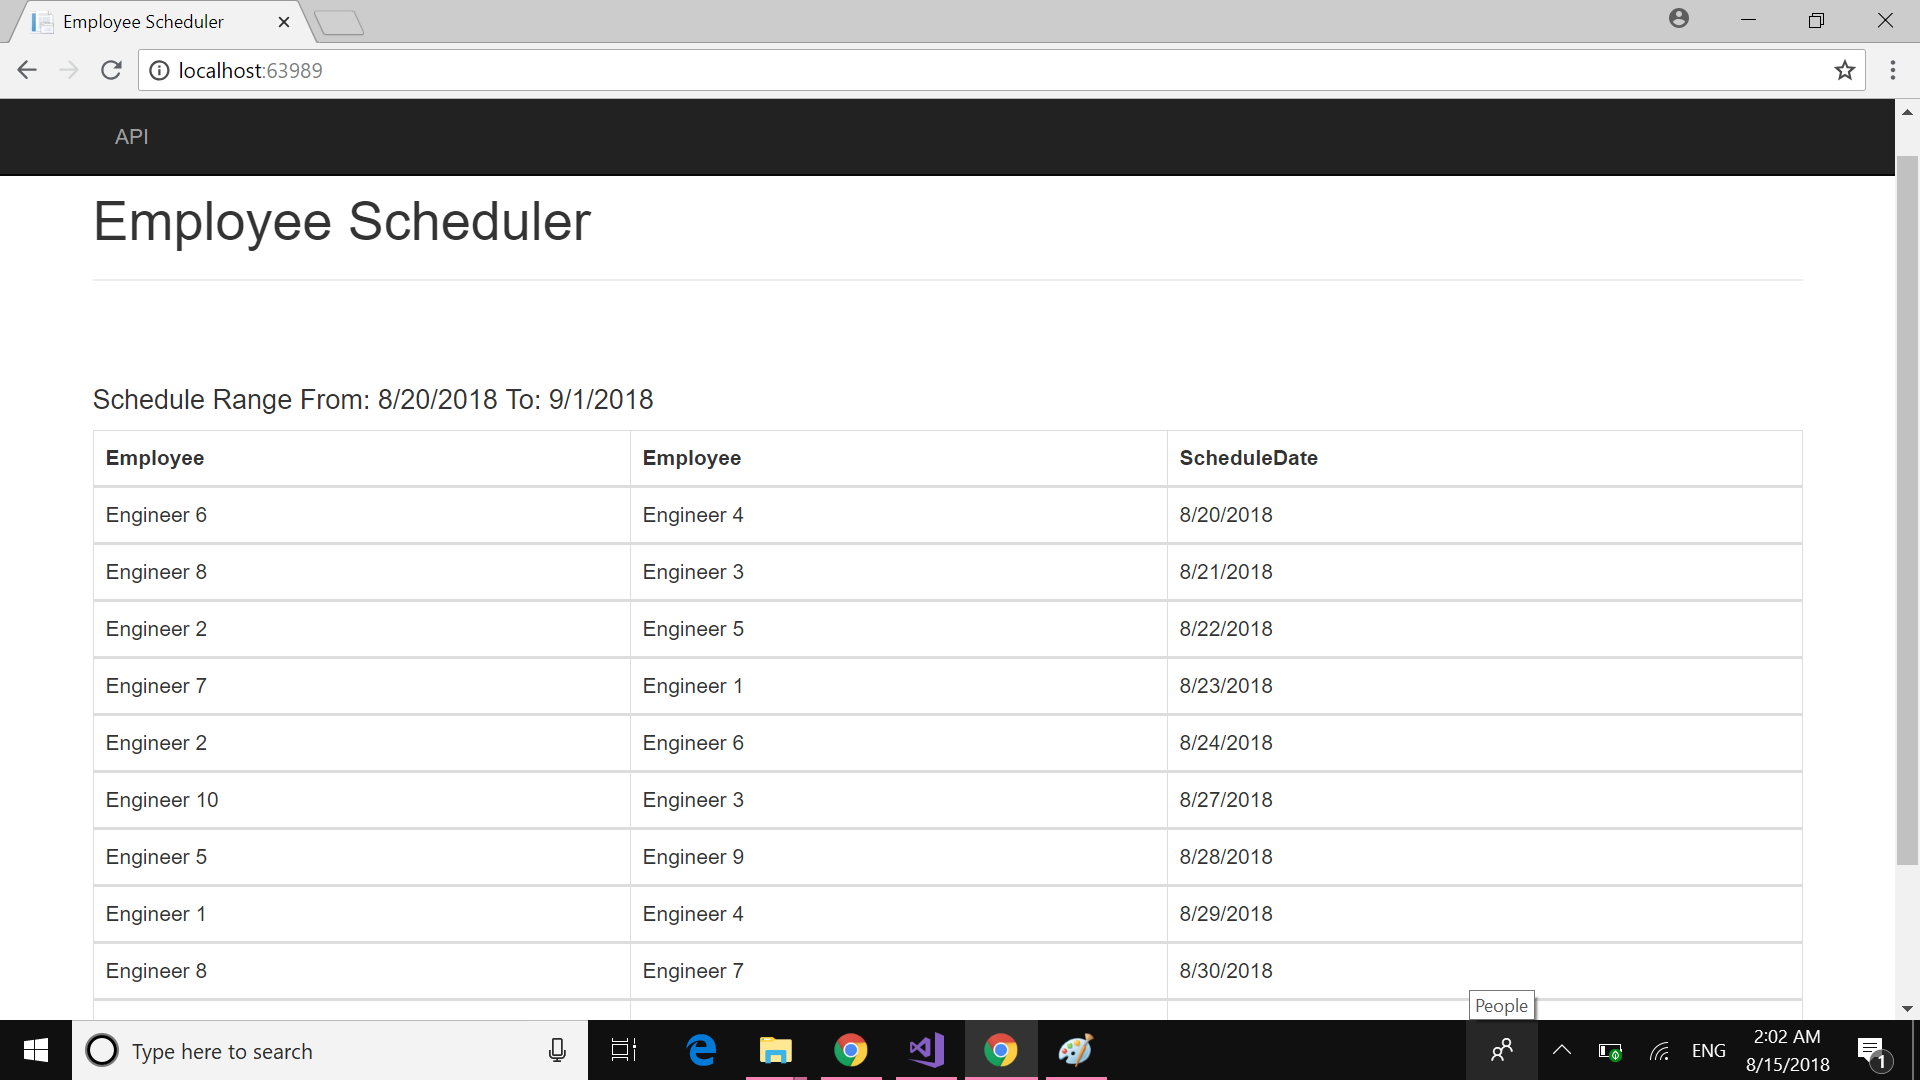 Employee Scheduler
localhost:63989
API
Employee Scheduler
Schedule Range From: 8/20/2018 To: 9/1/2018
Employee Employee ScheduleDate
Engineer 6 Engineer 4 8/20/2018
Engineer 8 Engineer 3 8/21/2018
Engineer 2 Engineer 5 8/22/2018
Engineer 7 Engineer 1 8/23/2018
Engineer 2 Engineer 6 8/24/2018
Engineer 10 Engineer 3 8/27/2018
Engineer 5 Engineer 9 8/28/2018
Engineer 1 Engineer 4 8/29/2018
Engineer 8 Engineer 7 8/30/2018
People
Type here to search
ENG
2:02 AM
8/15/2018
1